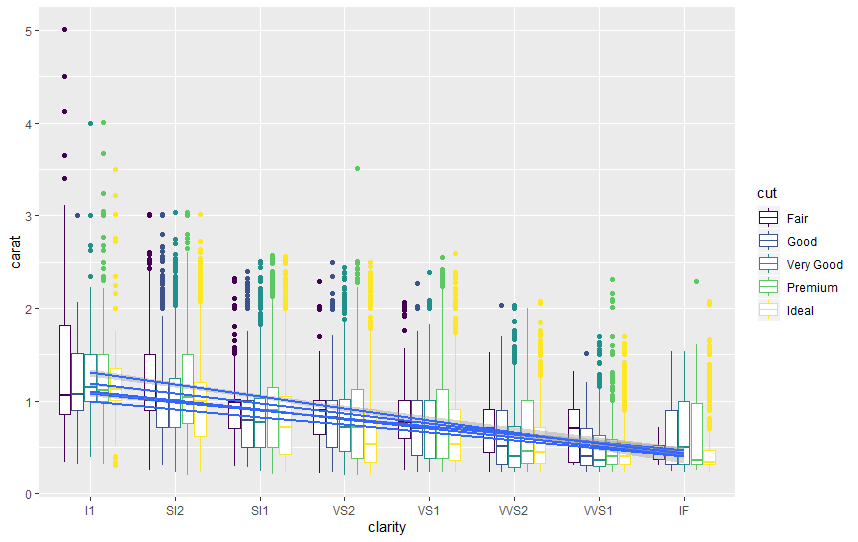 5
4
3
2
1
0
carat
I1 SI2 SI1 VS2 VS1 VVS2 VVS1 IF
clarity
cut
Fair
Good
Very Good
Premium
Ideal